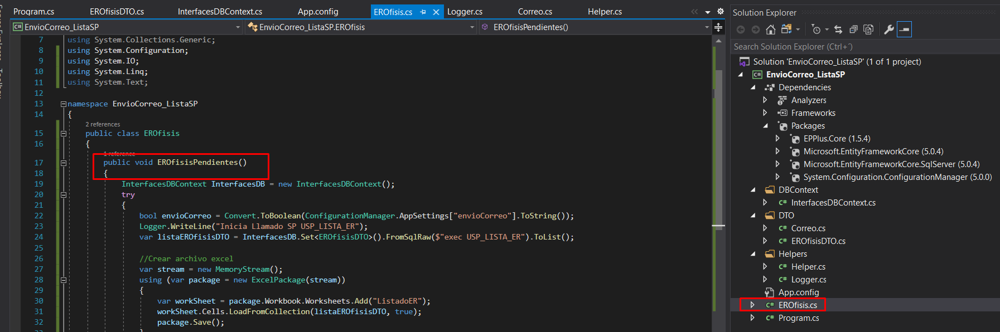 Program.cs EROfisisDTO.cs InterfacesDBContext.cs App.config EROfisis.cs Logger.cs Correo.cs Helper.cs
EnvioCorreo_ListaSP EnvioCorreo_ListaSP.EROfisis EROfisisPendientes()
7 using System.Collections.Generic;
8 using System.Configuration;
9 using System.IO;
10 using System.Linq;
11 using System.Text;
12
13 namespace EnvioCorreo_ListaSP
14 {
2 references
15 public class EROfisis
16 {
1 reference
17 public void EROfisisPendientes()
18 {
19 InterfacesDBContext InterfacesDB = new InterfacesDBContext();
20 try
21 {
22 bool envioCorreo = Convert.ToBoolean(ConfigurationManager.AppSettings["envioCorreo"].ToString());
23 Logger.WriteLine("Inicia Llamado SP USP_LISTA_ER");
24 var listaEROfisisDTO = InterfacesDB.Set<EROfisisDTO>().FromSqlRaw($"exec USP_LISTA_ER").ToList();
25
26 //Crear archivo excel
27 var stream = new MemoryStream();
28 using (var package = new ExcelPackage(stream))
29 {
30 var workSheet = package.Workbook.Worksheets.Add("ListadoER");
31 workSheet.Cells.LoadFromCollection(listaEROfisisDTO, true);
32 package.Save();
Solution Explorer
Search Solution Explorer (Ctrl+¨)
Solution 'EnvioCorreo_ListaSP' (1 of 1 project)
EnvioCorreo_ListaSP
Dependencies
Analyzers
Frameworks
Packages
EPPlus.Core (1.5.4)
Microsoft.EntityFrameworkCore (5.0.4)
Microsoft.EntityFrameworkCore.SqlServer (5.0.4)
System.Configuration.ConfigurationManager (5.0.0)
DBContext
InterfacesDBContext.cs
DTO
Correo.cs
EROfisisDTO.cs
Helpers
Helper.cs
Logger.cs
App.config
EROfisis.cs
Program.cs